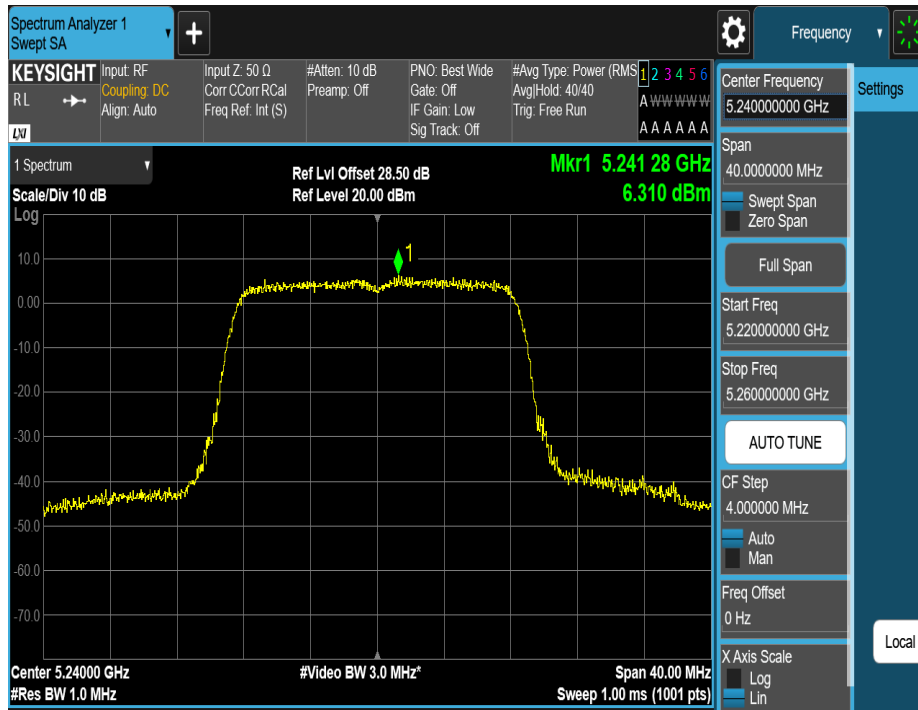 Spectrum Analyzer 1
Swept SA
+
Frequency
KEYSIGHT
R L
LXI
Input: RF
Coupling: DC
Align: Auto
Input Z: 50 Ω
Corr CCorr RCal
Freq Ref: Int (S)
#Atten: 10 dB
Preamp: Off
PNO: Best Wide
Gate: Off
IF Gain: Low
Sig Track: Off
#Avg Type: Power (RMS
Avg|Hold: 40/40
Trig: Free Run
1 2 3 4 5 6
A W W W W W
A A A A A A
1 Spectrum
Scale/Div 10 dB
Log
Ref Lvl Offset 28.50 dB
Ref Level 20.00 dBm
Mkr1 5.241 28 GHz
6.310 dBm
1
10.0
0.00
-10.0
-20.0
-30.0
-40.0
-50.0
-60.0
-70.0
Center 5.24000 GHz
#Res BW 1.0 MHz
#Video BW 3.0 MHz*
Span 40.00 MHz
Sweep 1.00 ms (1001 pts)
Center Frequency
5.240000000 GHz
Span
40.0000000 MHz
Swept Span
Zero Span
Full Span
Start Freq
5.220000000 GHz
Stop Freq
5.260000000 GHz
AUTO TUNE
CF Step
4.000000 MHz
Auto
Man
Freq Offset
0 Hz
X Axis Scale
Log
Lin
Settings
Local